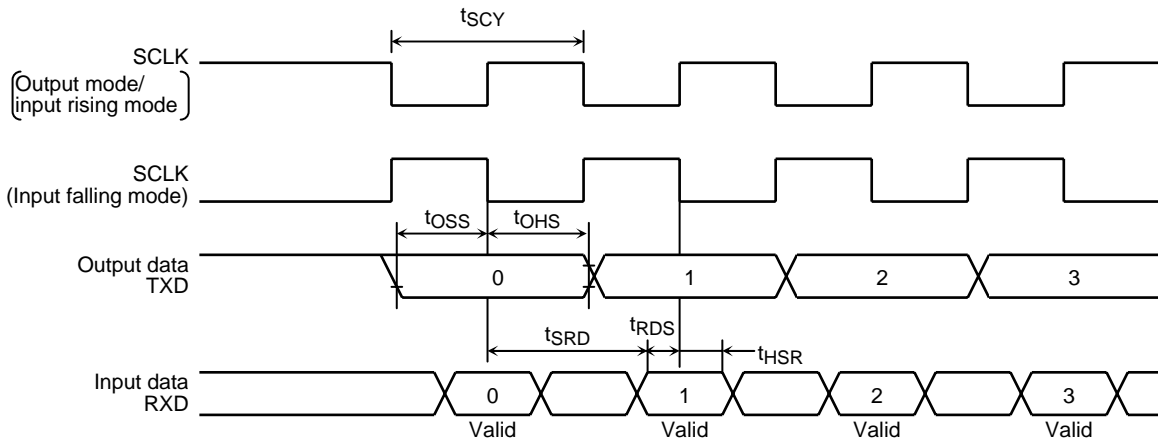 tSCY
SCLK
(Output mode/
input rising mode)
SCLK
(Input falling mode)
tOSS
tOHS
Output data
TXD
0
1
2
3
tSRD
tRDS
tHSR
Input data
RXD
0
1
2
3
Valid
Valid
Valid
Valid